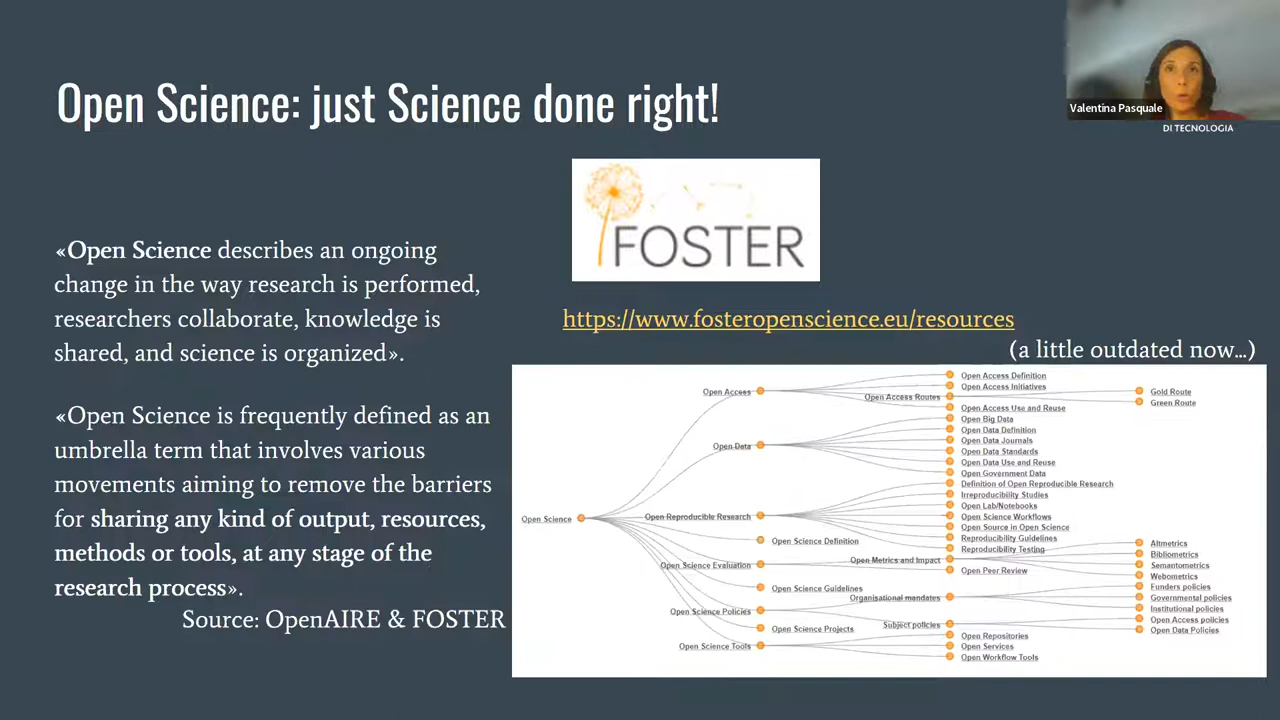 Open Science: just Science done right!
Valentina Pasquale
DI TECNOLOGIA
FOSTER
«Open Science describes an ongoing
change in the way research is performed,
researchers collaborate, knowledge is
shared, and science is organized».
https://www.fosteropenscience.eu/resources
(a little outdated now...)
«Open Science is frequently defined as an
umbrella term that involves various
movements aiming to remove the barriers
for sharing any kind of output, resources,
methods or tools, at any stage of the
research process».
Source: OpenAIRE & FOSTER
Open Science
Open Access
Open Access Definition
Open Access Initiatives
Open Access Routes
Gold Route
Green Route
Open Access Use and Reuse
Open Data
Open Big Data
Open Data Definition
Open Data Journals
Open Data Standards
Open Data Use and Reuse
Open Government Data
Open Reproducible Research
Definition of Open Reproducible Research
Irreproducibility Studies
Open Lab/Notebooks
Open Science Workflows
Open Source in Open Science
Reproducibility Guidelines
Reproducibility Testing
Open Science Definition
Open Science Evaluation
Open Metrics and Impact
Altmetrics
Bibliometrics
Semantometrics
Webometrics
Open Peer Review
Open Science Guidelines
Open Science Policies
Organisational mandates
Funders policies
Governmental policies
Institutional policies
Subject policies
Open Access policies
Open Data Policies
Open Science Projects
Open Science Tools
Open Repositories
Open Services
Open Workflow Tools